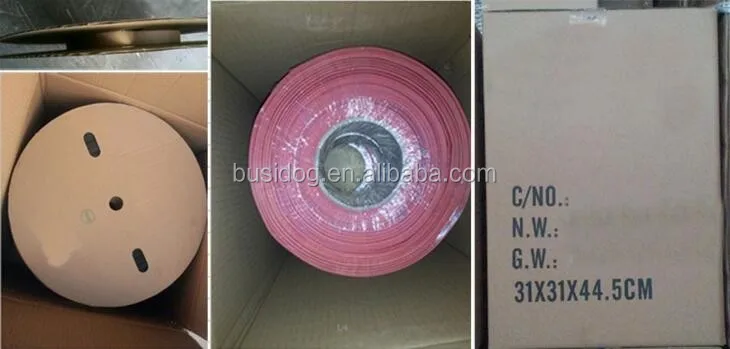 busidog.en.alibaba.com
C/NO.:
N.W.:
G.W.:
31X31X44.5CM